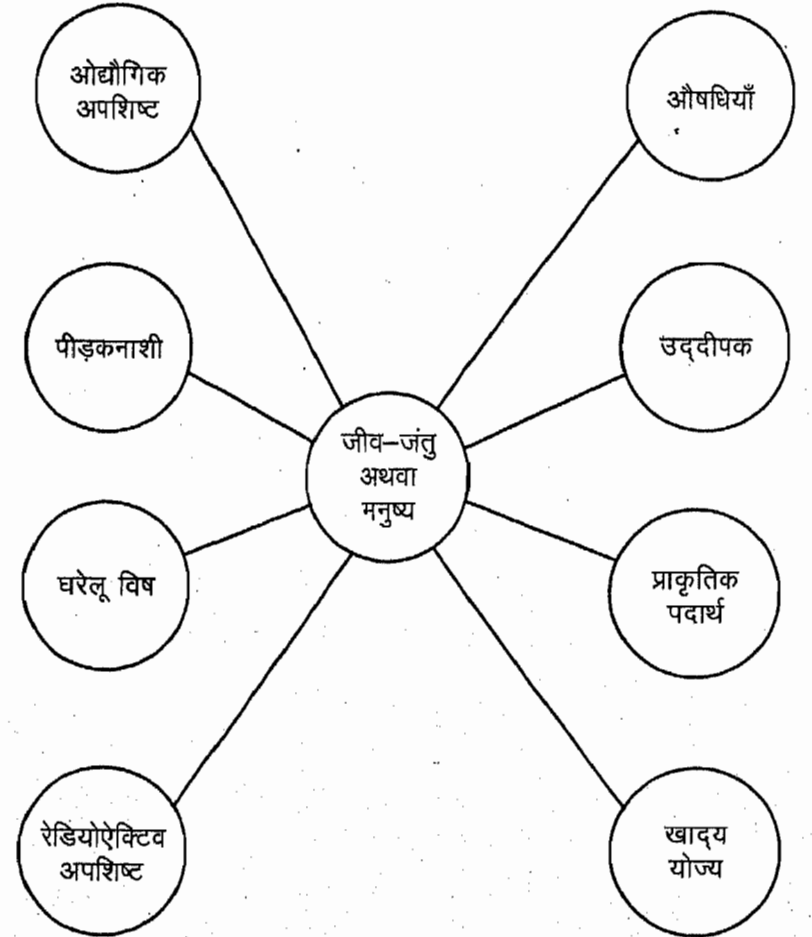 ओद्यौगिक
अपशिष्ट
औषधियाँ
पीड़कनाशी
उद्‌दीपक
जीव–जंतु
अथवा
मनुष्य
घरेलू विष
प्राकृतिक
पदार्थ
रेडियोऐक्टिव
अपशिष्ट
खाद्‌य
योज्य